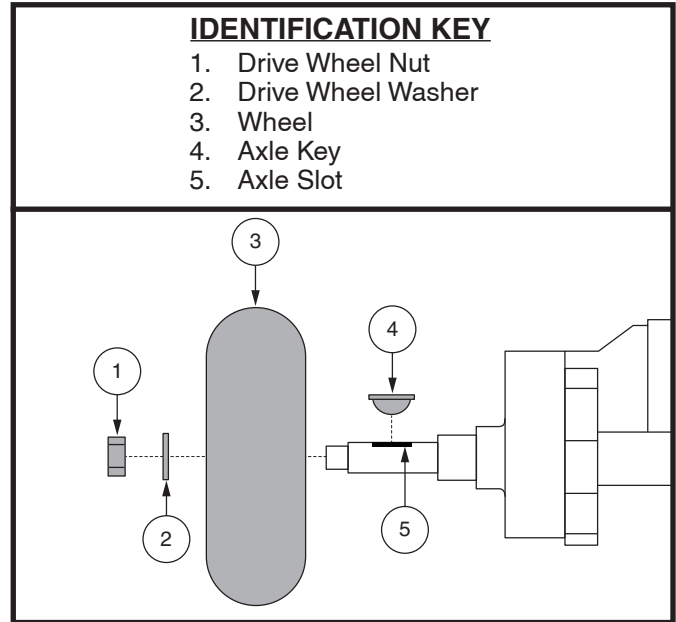 IDENTIFICATION KEY
1. Drive Wheel Nut
2. Drive Wheel Washer
3. Wheel
4. Axle Key
5. Axle Slot
3
4
1
2
5